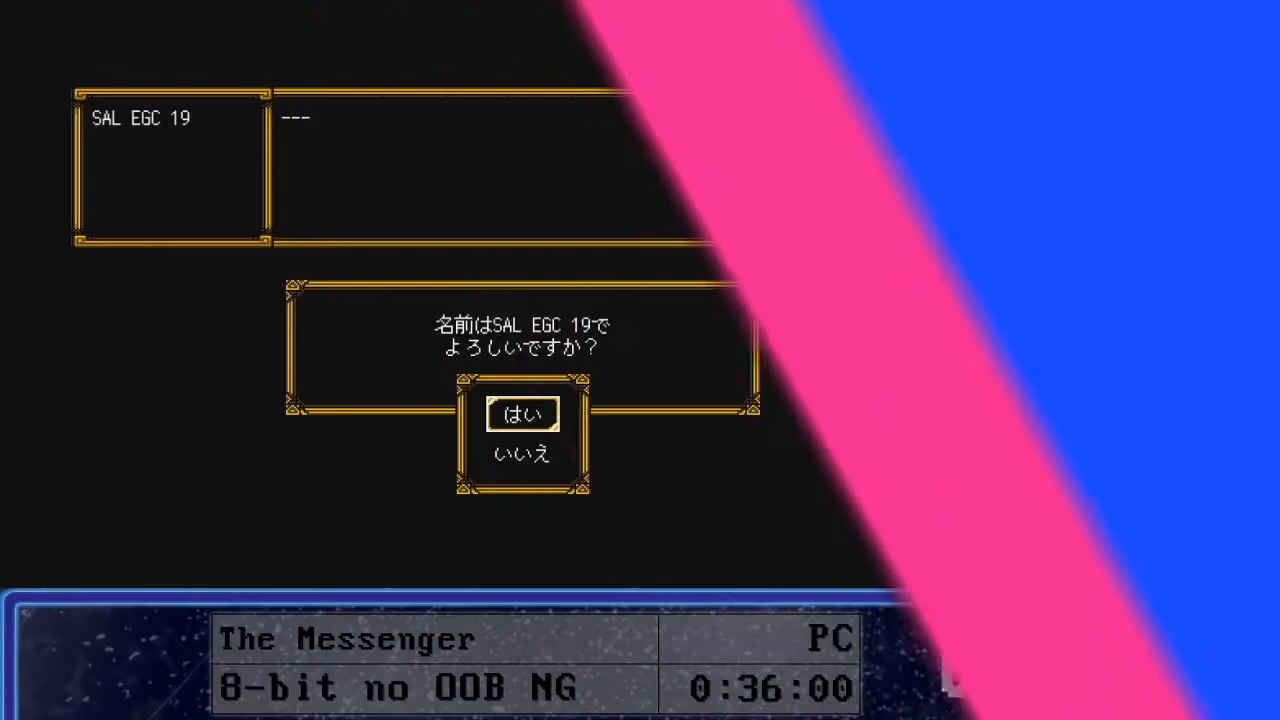 SAL EGC 19
---
名前はSAL EGC 19で
よろしいですか？
はい
いいえ
The Messenger
PC
8-bit no OOB NG
0:36:00